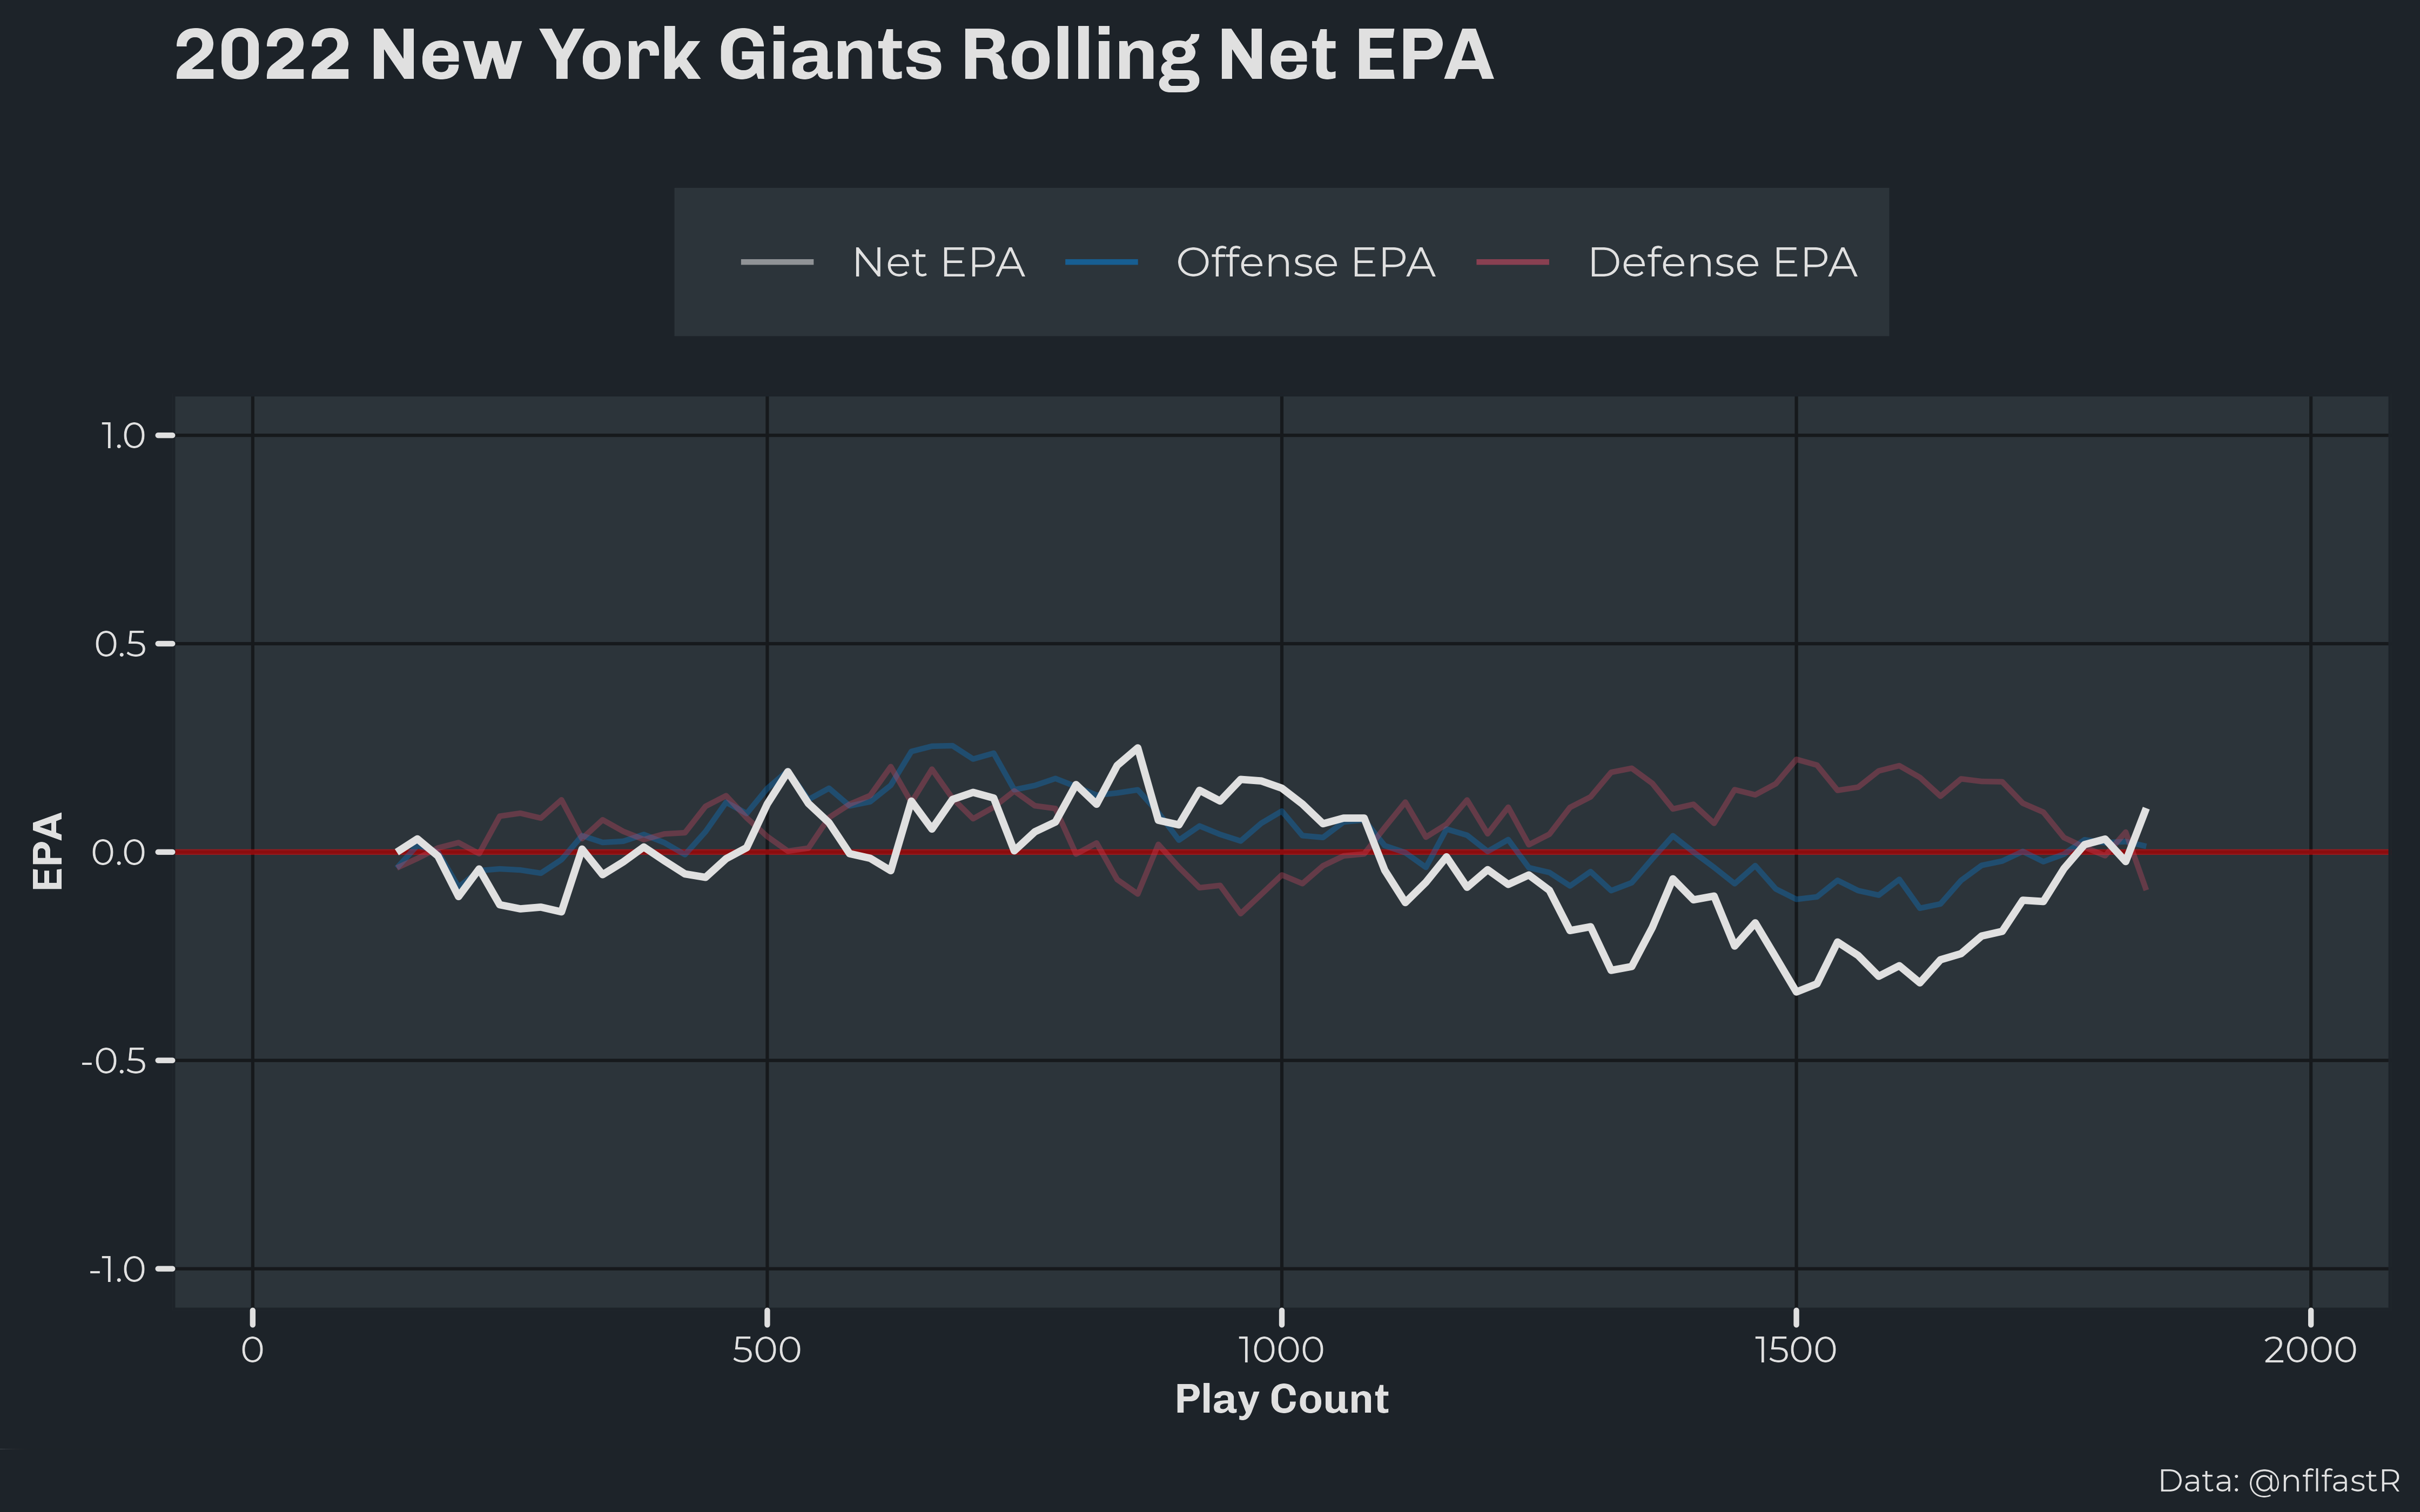 2022 New York Giants Rolling Net EPA
Net EPA Offense EPA Defense EPA
1.0
0.5
0.0
-0.5
-1.0
EPA
0 500 1000 1500 2000
Play Count
Data: @nflfastR